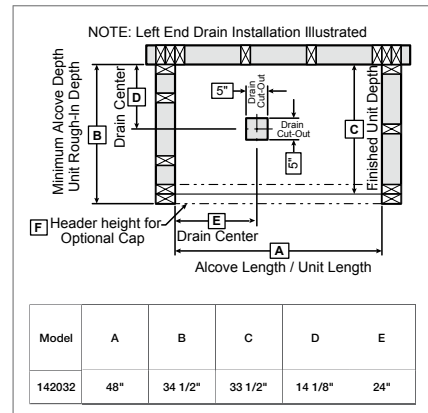 NOTE: Left End Drain Installation Illustrated
Minimum Alcove Depth
Unit Rough-In Depth
B
Drain Center
D
5"
Drain
Cut-Out
Drain
Cut-Out
5"
C
Finished Unit Depth
F Header height for
Optional Cap
E
Drain Center
A
Alcove Length / Unit Length
Model A B C D E
142032 48" 34 1/2" 33 1/2" 14 1/8" 24"